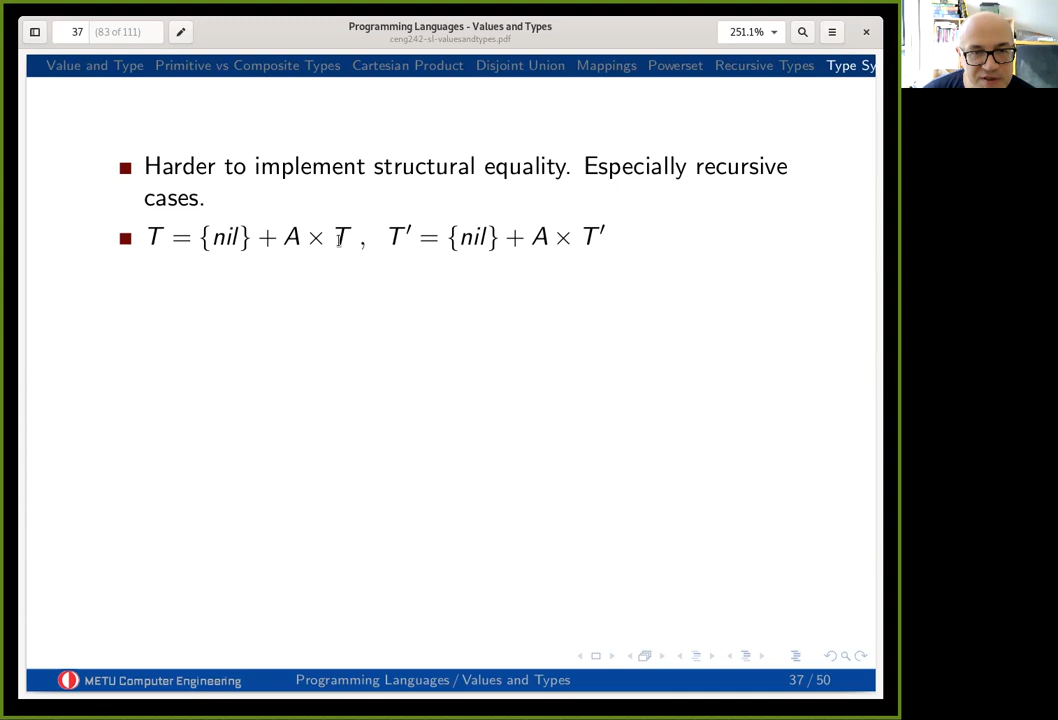 Programming Languages - Values and Types
ceng242-sl-valuesandtypes.pdf
37 (83 of 111)
251.1%
Value and Type Primitive vs Composite Types Cartesian Product Disjoint Union Mappings Powerset Recursive Types Type Sy
■ Harder to implement structural equality. Especially recursive
cases.
■ T = {nil} + A × T , T′ = {nil} + A × T′
METU Computer Engineering Programming Languages / Values and Types 37 / 50